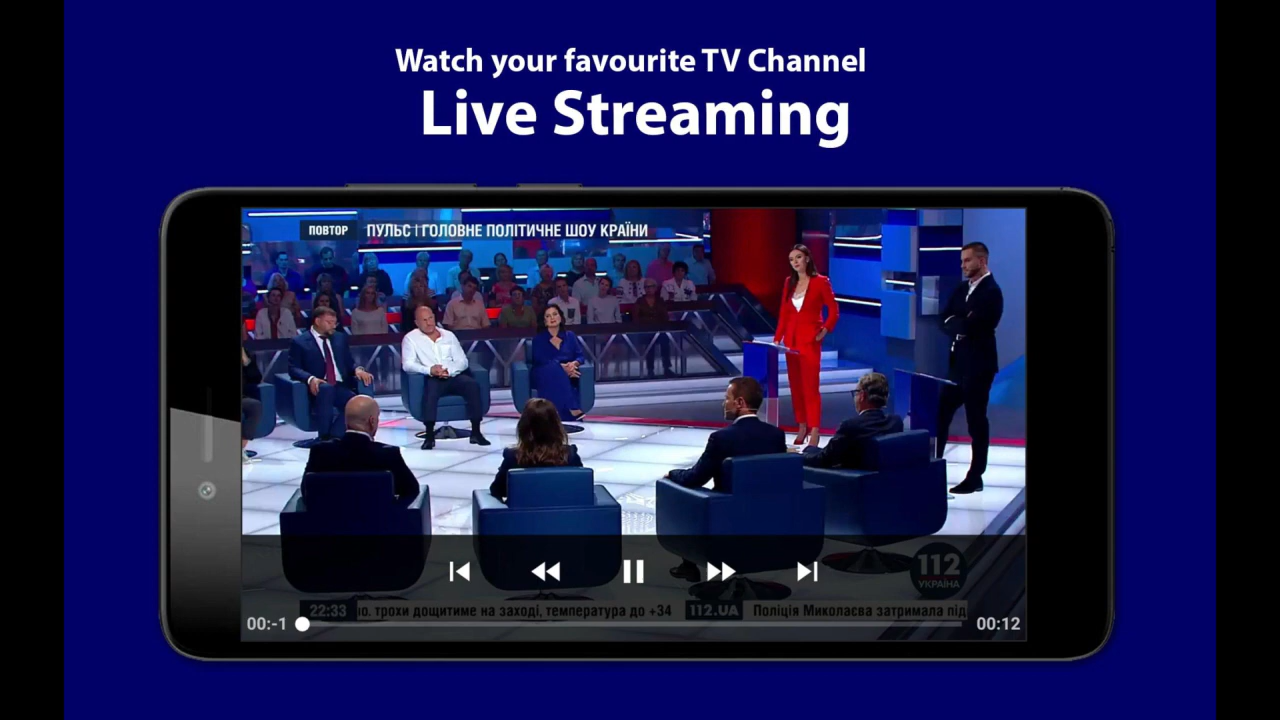 Watch your favourite TV Channel
Live Streaming
ПОВТОР ПУЛЬС | ГОЛОВНЕ ПОЛІТИЧНЕ ШОУ КРАЇНИ
112
УКРАЇНА
22:33 ю. трохи дощитиме на заході, температура до +34 112.UA Поліція Миколаєва затримала під
00:-1 00:12